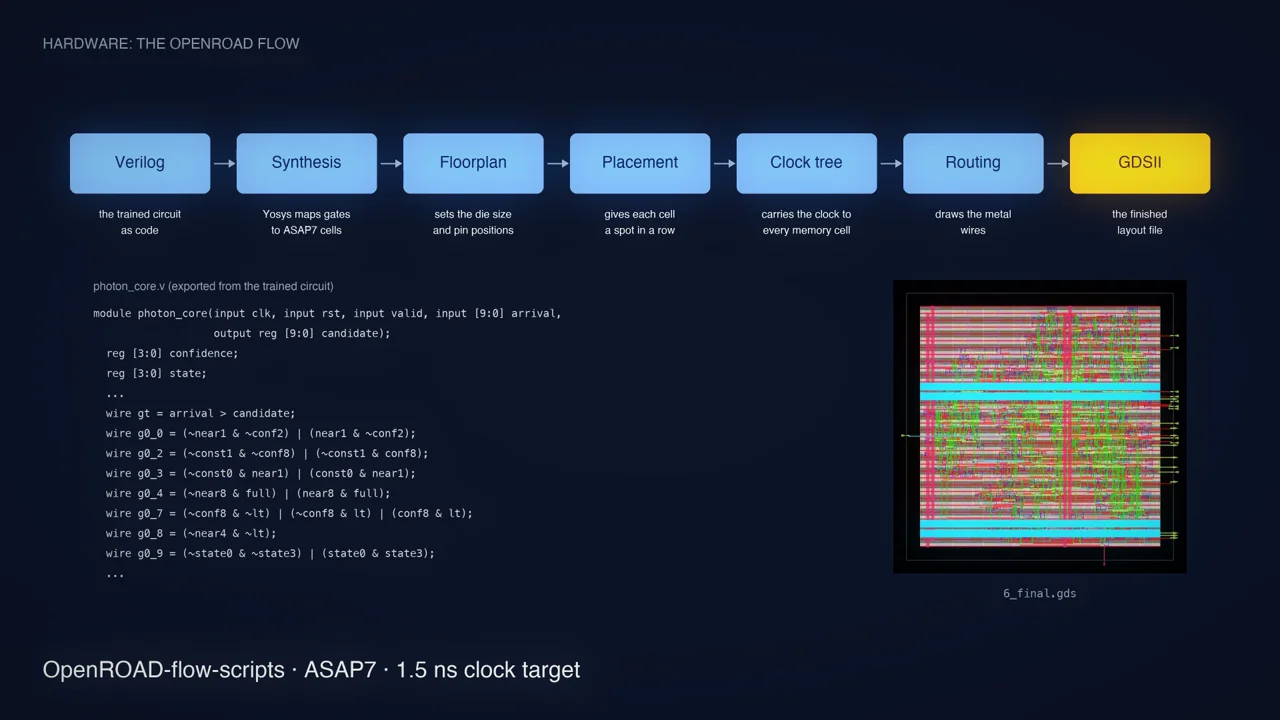 HARDWARE: THE OPENROAD FLOW
Verilog
Synthesis
Floorplan
Placement
Clock tree
Routing
GDSII
the trained circuit
as code
Yosys maps gates
to ASAP7 cells
sets the die size
and pin positions
gives each cell
a spot in a row
carries the clock to
every memory cell
draws the metal
wires
the finished
layout file
photon_core.v (exported from the trained circuit)
module photon_core(input clk, input rst, input valid, input [9:0] arrival,
output reg [9:0] candidate);
reg [3:0] confidence;
reg [3:0] state;
...
wire gt = arrival > candidate;
wire g0_0 = (~near1 & ~conf2) | (near1 & ~conf2);
wire g0_2 = (~const1 & ~conf8) | (~const1 & conf8);
wire g0_3 = (~const0 & near1) | (const0 & near1);
wire g0_4 = (~near8 & full) | (near8 & full);
wire g0_7 = (~conf8 & ~lt) | (~conf8 & lt) | (conf8 & lt);
wire g0_8 = (~near4 & ~lt);
wire g0_9 = (~state0 & ~state3) | (state0 & state3);
...
6_final.gds
OpenROAD-flow-scripts · ASAP7 · 1.5 ns clock target